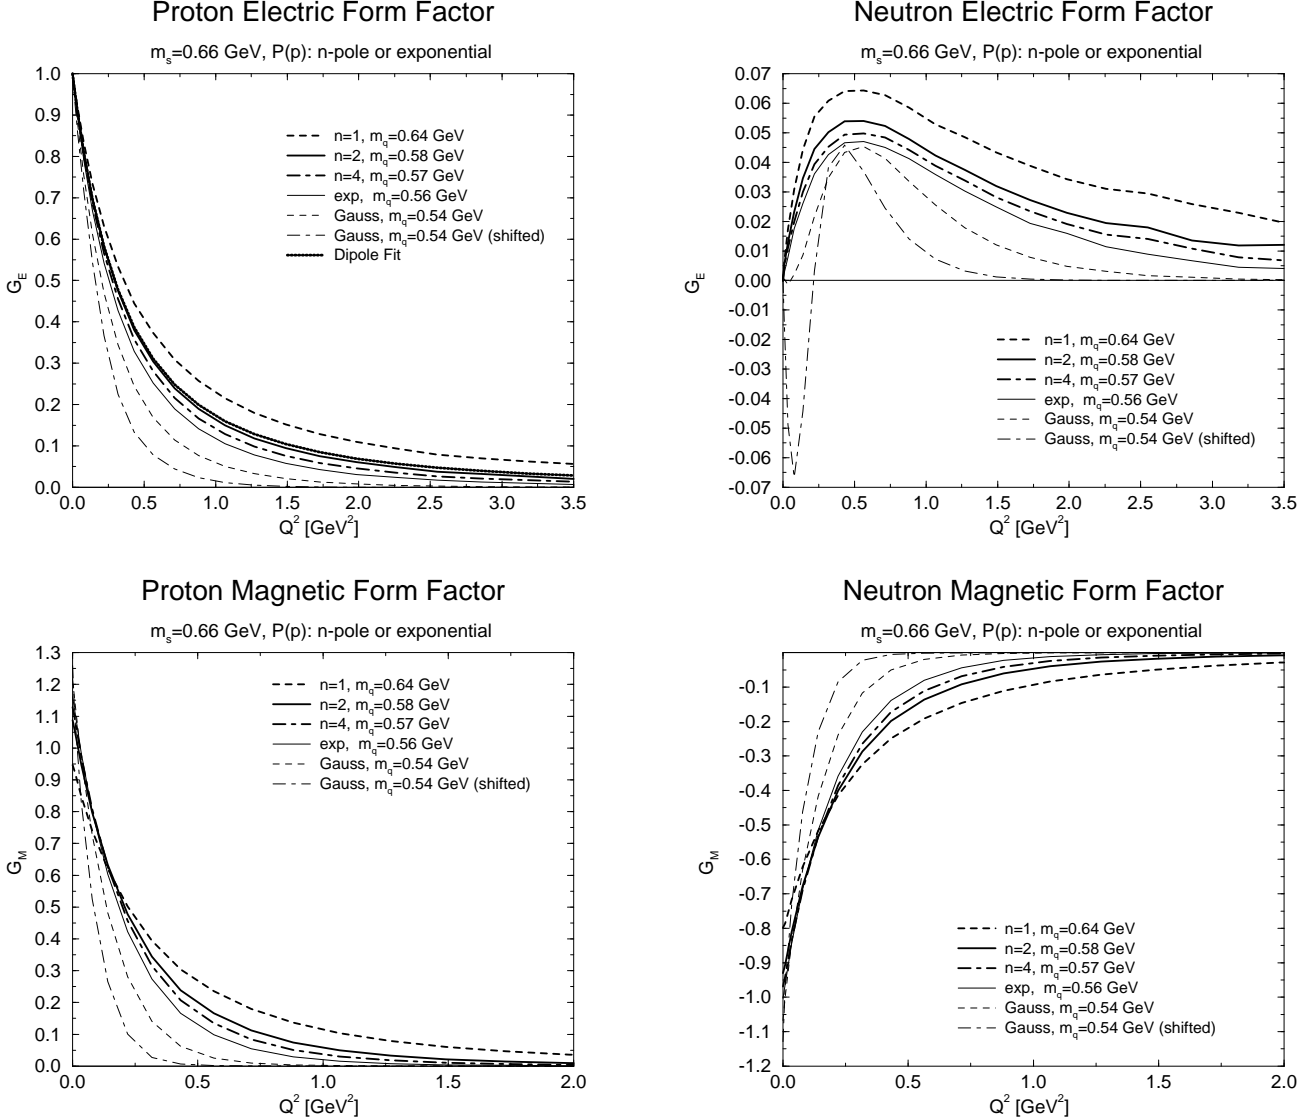 Proton Electric Form Factor
m_s=0.66 GeV, P(p): n-pole or exponential
1.0
0.9
0.8
0.7
0.6
0.5
0.4
0.3
0.2
0.1
0.0
G_E
n=1, m_q=0.64 GeV
n=2, m_q=0.58 GeV
n=4, m_q=0.57 GeV
exp, m_q=0.56 GeV
Gauss, m_q=0.54 GeV
Gauss, m_q=0.54 GeV (shifted)
Dipole Fit
0.0 0.5 1.0 1.5 2.0 2.5 3.0 3.5
Q^2 [GeV^2]
Neutron Electric Form Factor
m_s=0.66 GeV, P(p): n-pole or exponential
0.07
0.06
0.05
0.04
0.03
0.02
0.01
0.00
-0.01
-0.02
-0.03
-0.04
-0.05
-0.06
-0.07
G_E
n=1, m_q=0.64 GeV
n=2, m_q=0.58 GeV
n=4, m_q=0.57 GeV
exp, m_q=0.56 GeV
Gauss, m_q=0.54 GeV
Gauss, m_q=0.54 GeV (shifted)
0.0 0.5 1.0 1.5 2.0 2.5 3.0 3.5
Q^2 [GeV^2]
Proton Magnetic Form Factor
m_s=0.66 GeV, P(p): n-pole or exponential
1.3
1.2
1.1
1.0
0.9
0.8
0.7
0.6
0.5
0.4
0.3
0.2
0.1
0.0
G_M
n=1, m_q=0.64 GeV
n=2, m_q=0.58 GeV
n=4, m_q=0.57 GeV
exp, m_q=0.56 GeV
Gauss, m_q=0.54 GeV
Gauss, m_q=0.54 GeV (shifted)
0.0 0.5 1.0 1.5 2.0
Q^2 [GeV^2]
Neutron Magnetic Form Factor
m_s=0.66 GeV, P(p): n-pole or exponential
-0.1
-0.2
-0.3
-0.4
-0.5
-0.6
-0.7
-0.8
-0.9
-1.0
-1.1
-1.2
G_M
n=1, m_q=0.64 GeV
n=2, m_q=0.58 GeV
n=4, m_q=0.57 GeV
exp, m_q=0.56 GeV
Gauss, m_q=0.54 GeV
Gauss, m_q=0.54 GeV (shifted)
0.0 0.5 1.0 1.5 2.0
Q^2 [GeV^2]